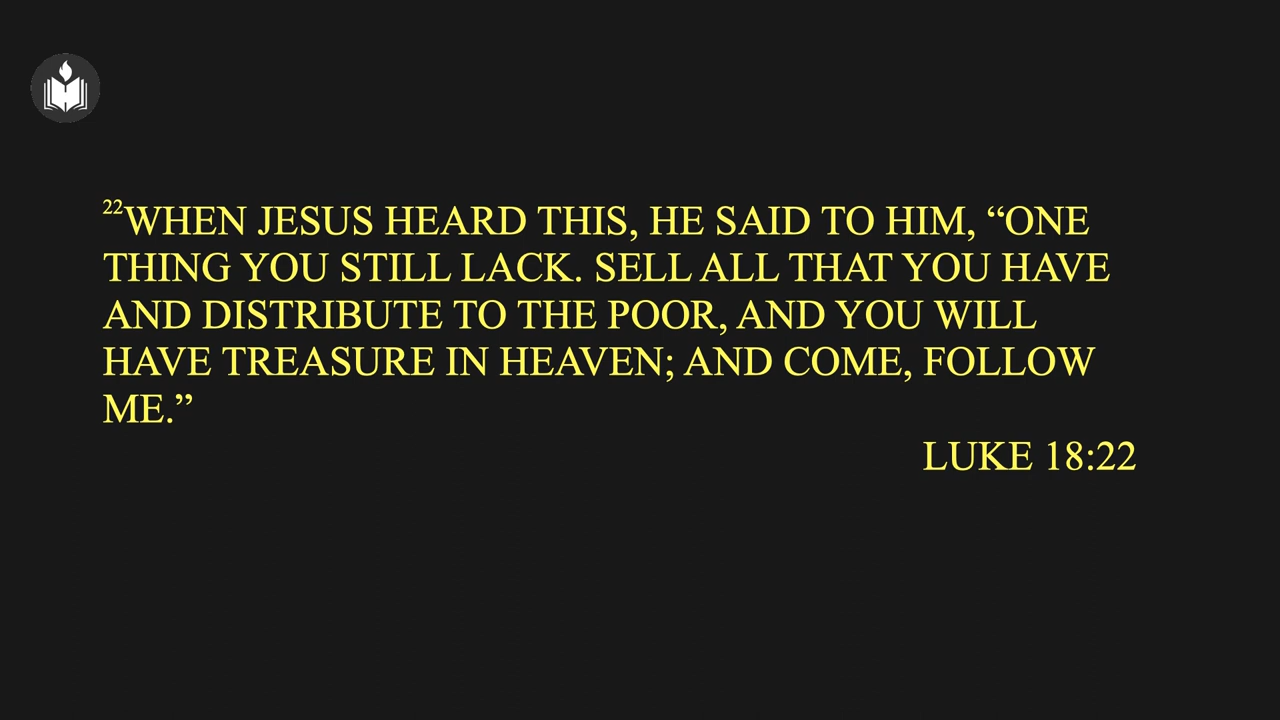 22WHEN JESUS HEARD THIS, HE SAID TO HIM, “ONE
THING YOU STILL LACK. SELL ALL THAT YOU HAVE
AND DISTRIBUTE TO THE POOR, AND YOU WILL
HAVE TREASURE IN HEAVEN; AND COME, FOLLOW
ME.”
LUKE 18:22